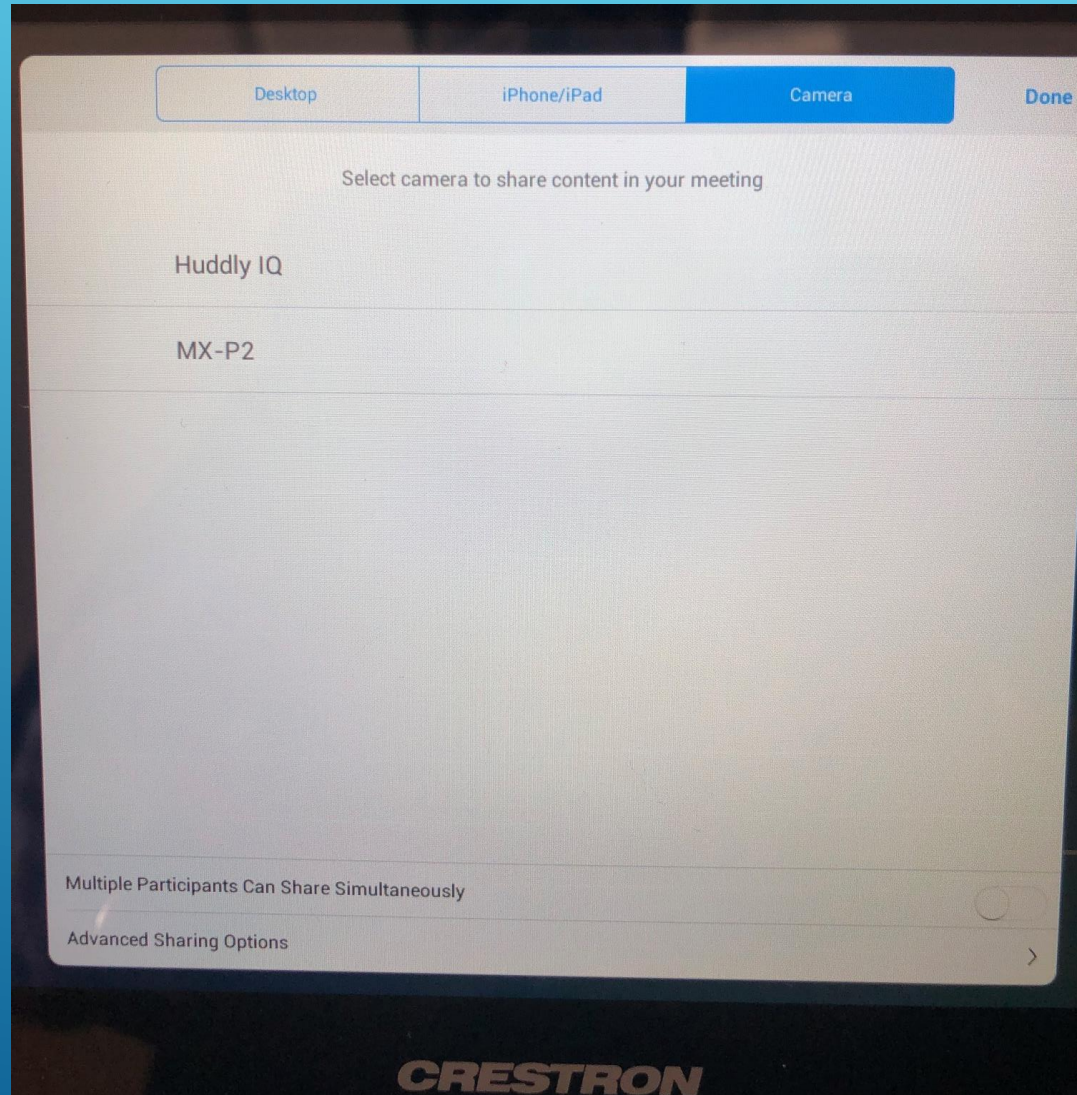 Desktop
iPhone/iPad
Camera
Done
Select camera to share content in your meeting
Huddly IQ
MX-P2
Multiple Participants Can Share Simultaneously
Advanced Sharing Options
CRESTRON